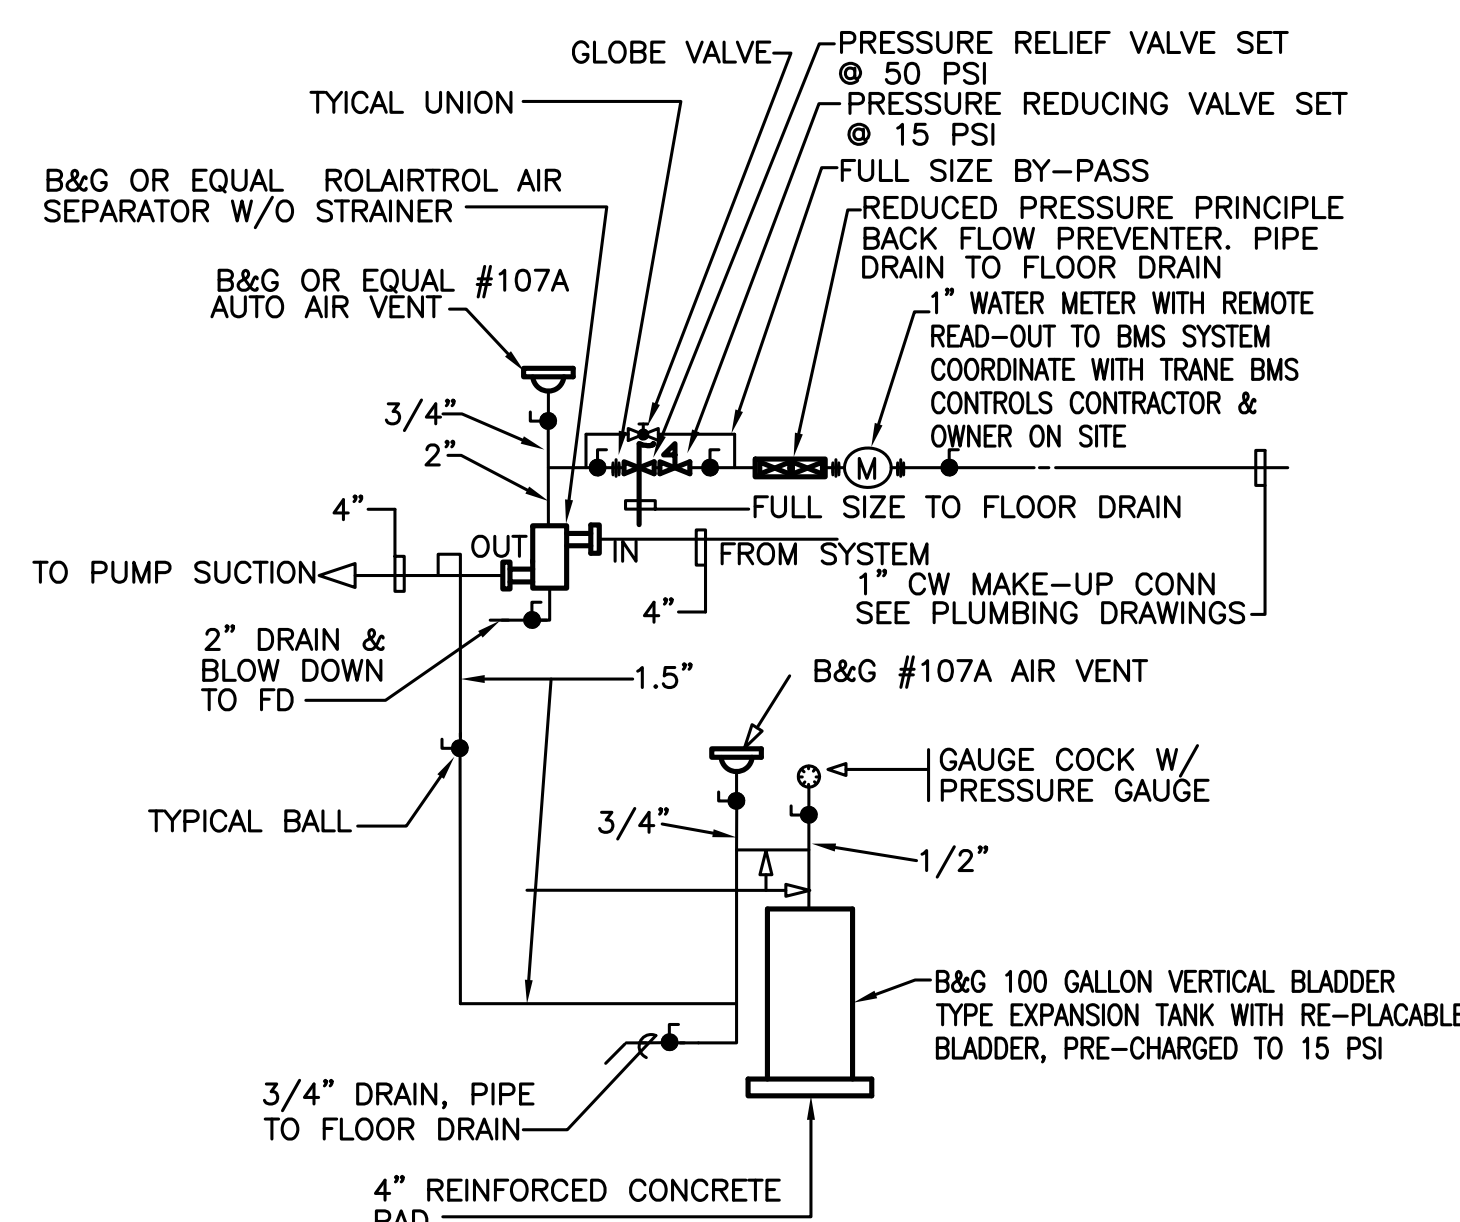 GLOBE VALVE
PRESSURE RELIEF VALVE SET
@ 50 PSI
TYICAL UNION
PRESSURE REDUCING VALVE SET
@ 15 PSI
FULL SIZE BY-PASS
B&G OR EQUAL ROLAIRTROL AIR
SEPARATOR W/O STRAINER
REDUCED PRESSURE PRINCIPLE
BACK FLOW PREVENTER. PIPE
DRAIN TO FLOOR DRAIN
B&G OR EQUAL #107A
AUTO AIR VENT
1" WATER METER WITH REMOTE
READ-OUT TO BMS SYSTEM
COORDINATE WITH TRANE BMS
CONTROLS CONTRACTOR &
OWNER ON SITE
3/4"
2"
M
4"
FULL SIZE TO FLOOR DRAIN
OUT
IN
FROM SYSTEM
TO PUMP SUCTION
4"
1" CW MAKE-UP CONN
SEE PLUMBING DRAWINGS
2" DRAIN &
BLOW DOWN
TO FD
1.5"
B&G #107A AIR VENT
GAUGE COCK W/
PRESSURE GAUGE
TYPICAL BALL
3/4"
1/2"
B&G 100 GALLON VERTICAL BLADDER
TYPE EXPANSION TANK WITH RE-PLACABLE
BLADDER, PRE-CHARGED TO 15 PSI
3/4" DRAIN, PIPE
TO FLOOR DRAIN
4" REINFORCED CONCRETE
PAD